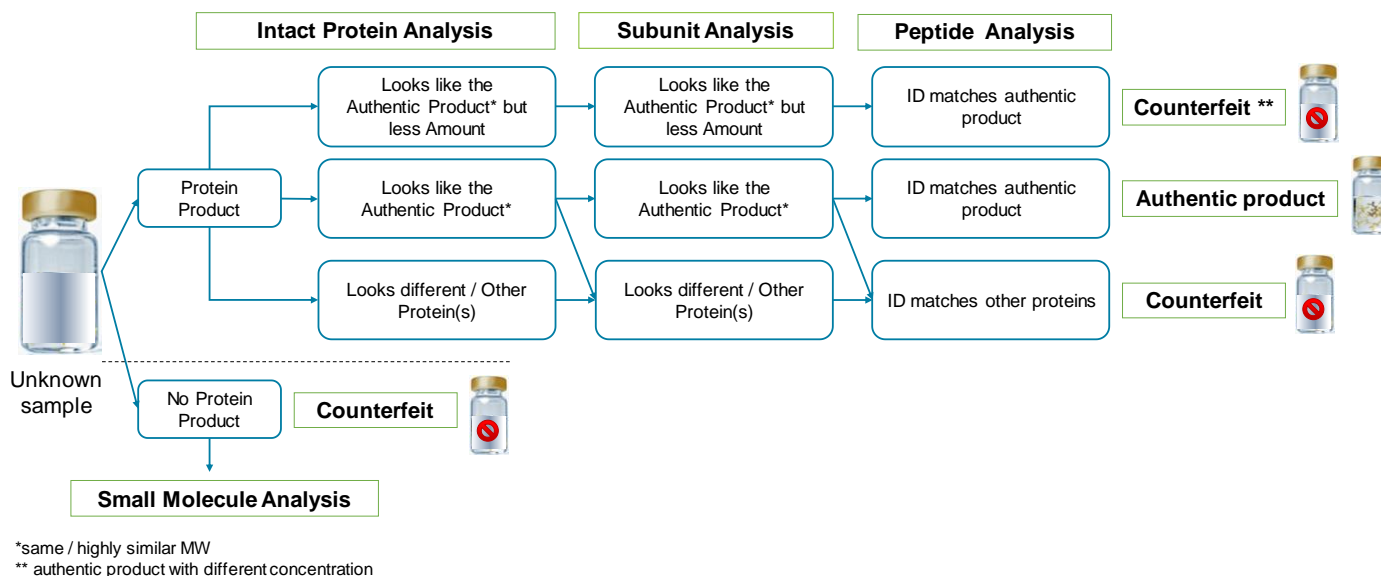 Intact Protein Analysis
Subunit Analysis
Peptide Analysis
Looks like the
Authentic Product* but
less Amount
Looks like the
Authentic Product* but
less Amount
ID matches authentic
product
Counterfeit **
Protein
Product
Looks like the
Authentic Product*
Looks like the
Authentic Product*
ID matches authentic
product
Authentic product
Looks different / Other
Protein(s)
Looks different / Other
Protein(s)
ID matches other proteins
Counterfeit
Unknown
sample
No Protein
Product
Counterfeit
Small Molecule Analysis
*same / highly similar MW
** authentic product with different concentration